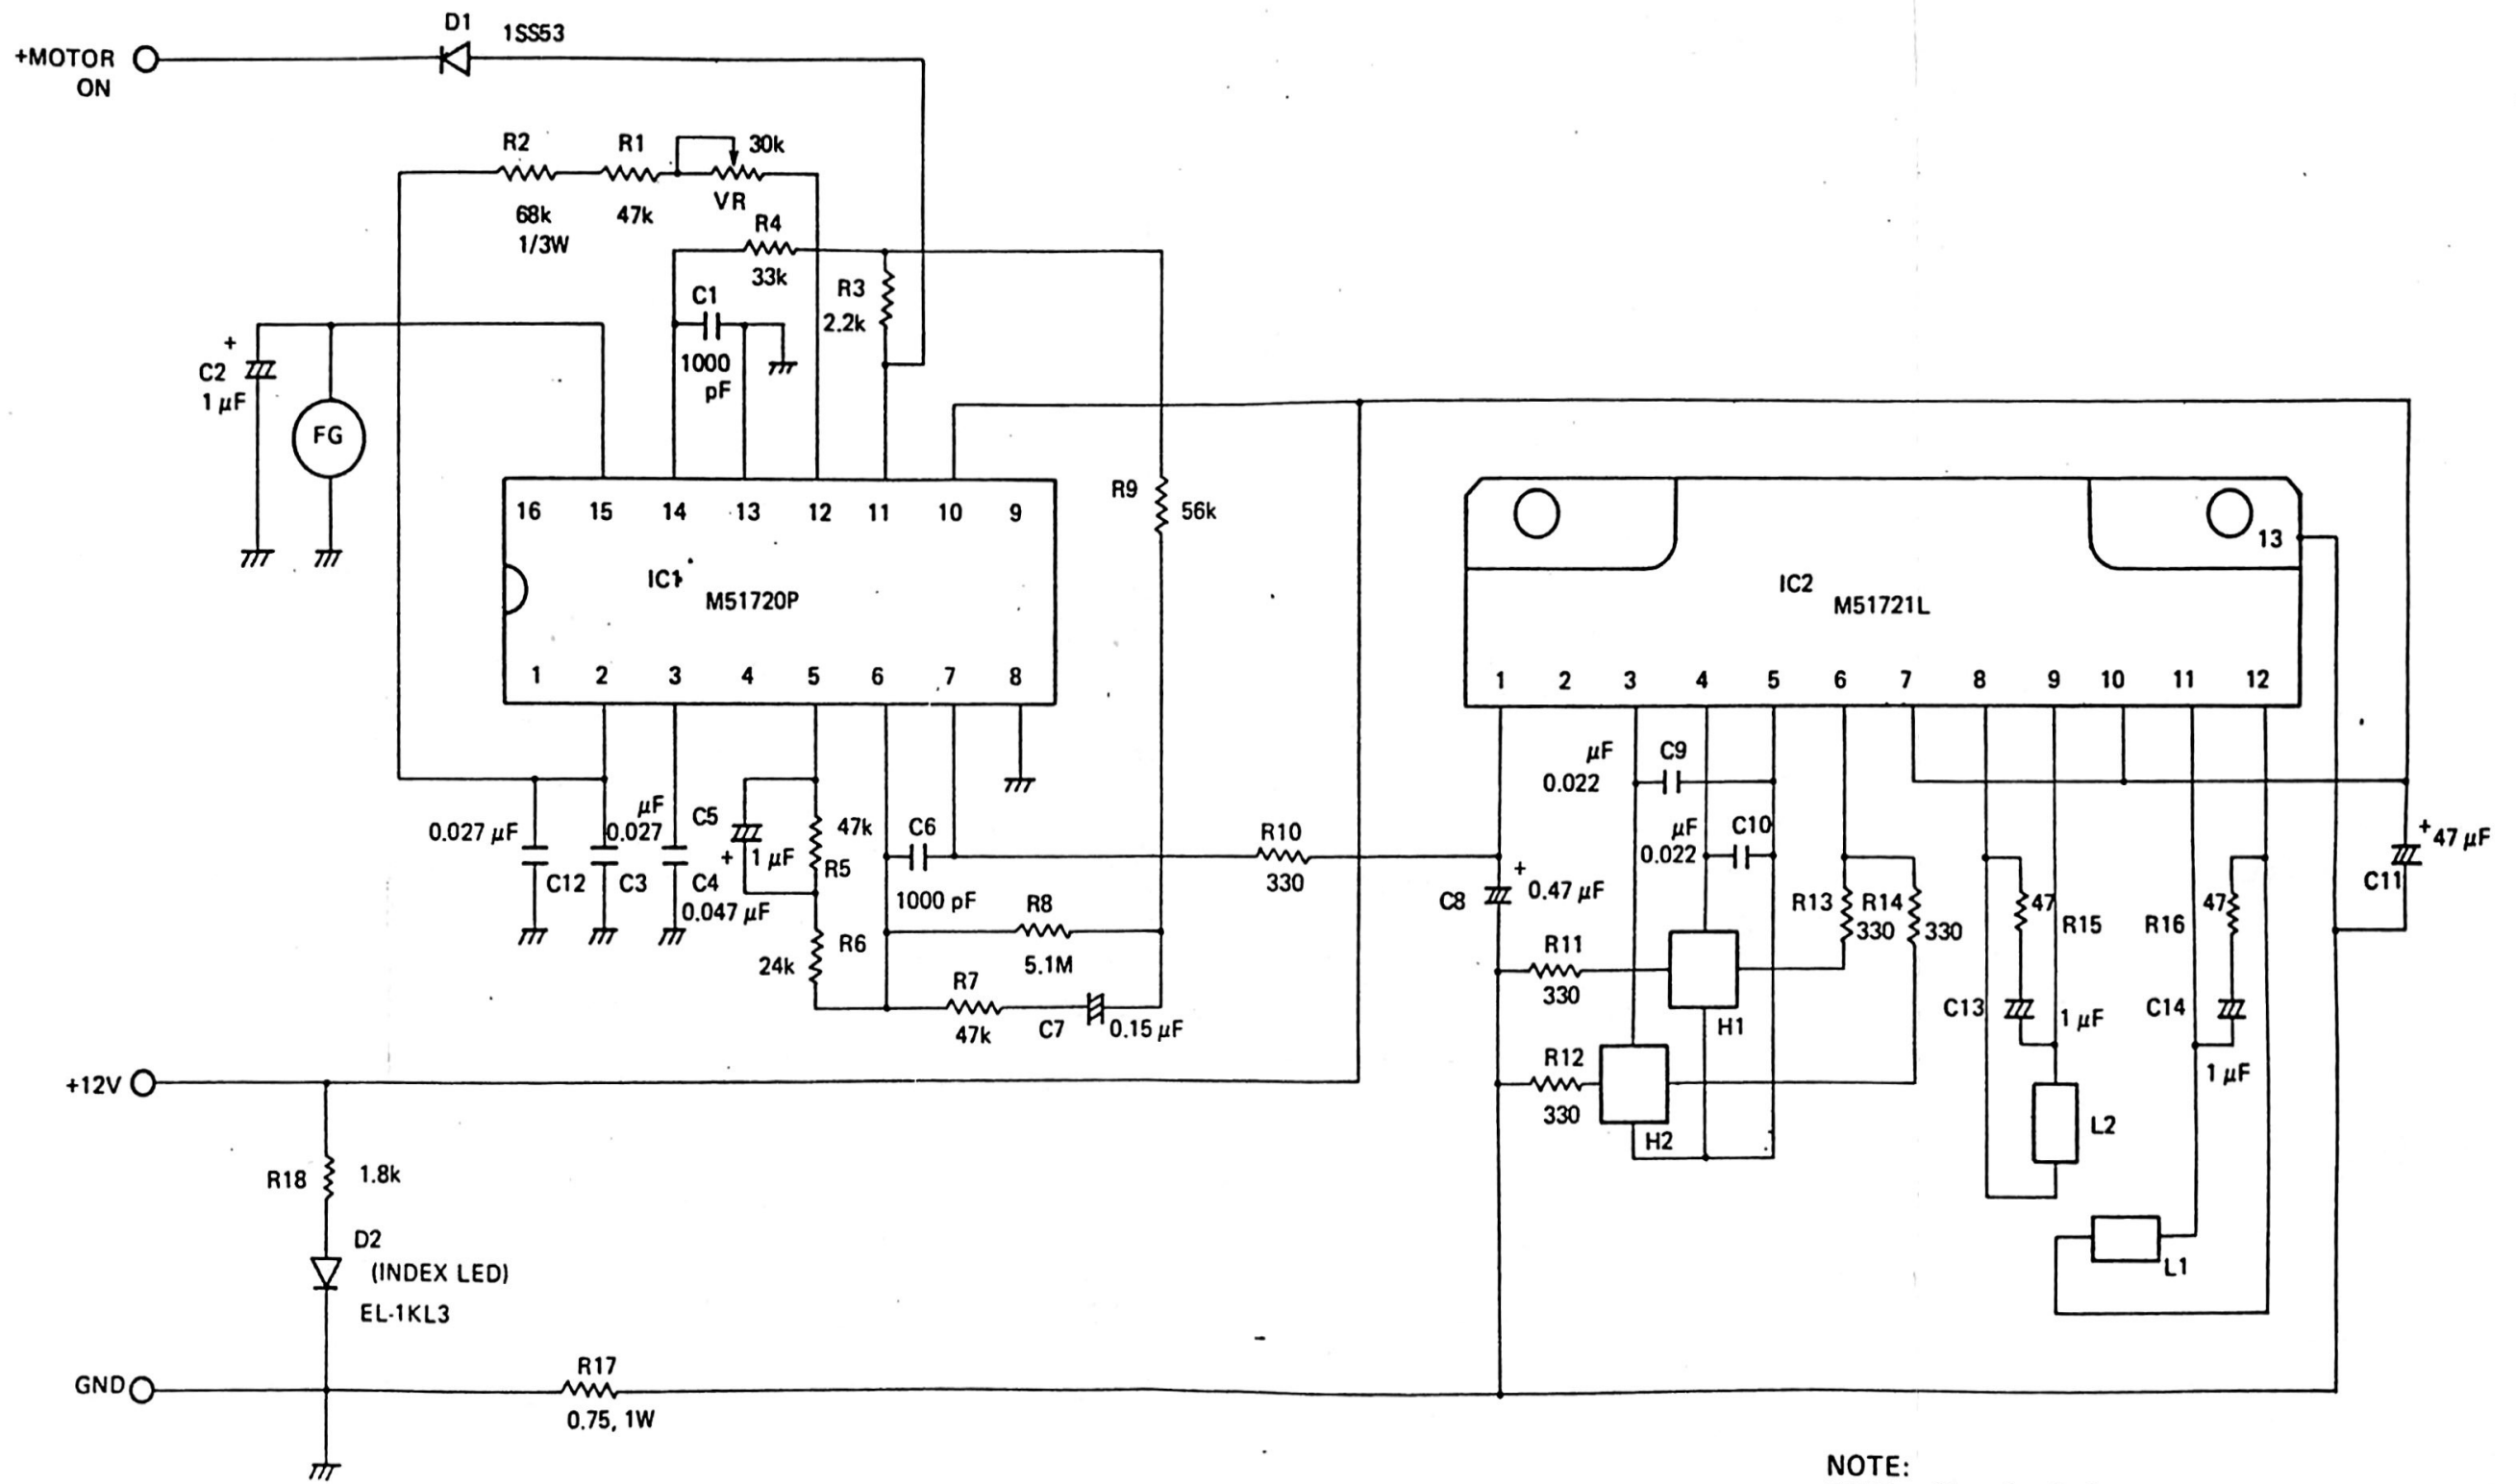 D1
1SS53
+MOTOR
ON
R2
R1
30k
68k
1/3W
47k
VR
R4
33k
C1
1000
pF
R3
2.2k
+
C2
1 μF
FG
R9
56k
16 15 14 13 12 11 10 9
IC1
M51720P
1 2 3 4 5 6 7 8
13
IC2
M51721L
1 2 3 4 5 6 7 8 9 10 11 12
0.027 μF
C12
μF
0.027
C3
C4
0.047 μF
C5
+
1 μF
47k
R5
R6
24k
C6
1000 pF
R8
5.1M
R7
47k
C7
0.15 μF
R10
330
μF
0.022
C9
μF
0.022
C10
C8
+
0.47 μF
R11
330
H1
R12
330
H2
R13
330
R14
330
47
R15
C13
1 μF
R16
47
C14
1 μF
+
47 μF
C11
L2
L1
+12V
R18
1.8k
D2
(INDEX LED)
EL-1KL3
GND
R17
0.75, 1W
NOTE: